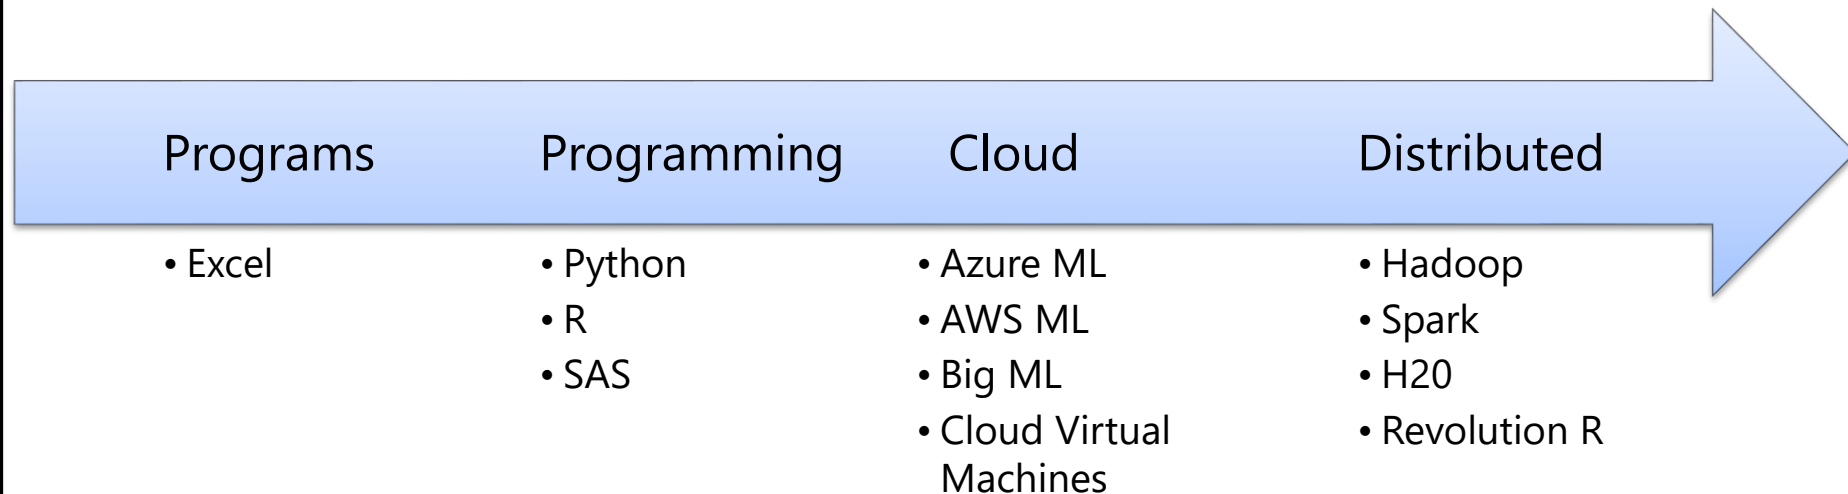 Programs Programming Cloud Distributed
• Excel
• Python
• R
• SAS
• Azure ML
• AWS ML
• Big ML
• Cloud Virtual
Machines
• Hadoop
• Spark
• H20
• Revolution R